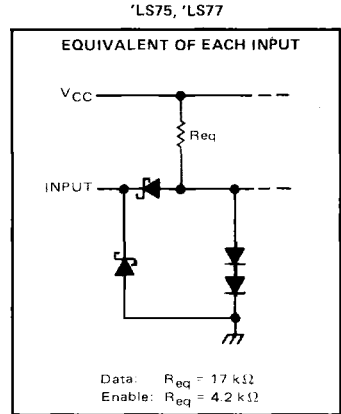 'LS75, 'LS77
EQUIVALENT OF EACH INPUT
VCC
Req
INPUT
Data: Req = 17 kΩ
Enable: Req = 4.2 kΩ